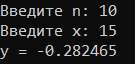 Введите n: 10
Введите x: 15
y = -0.282465